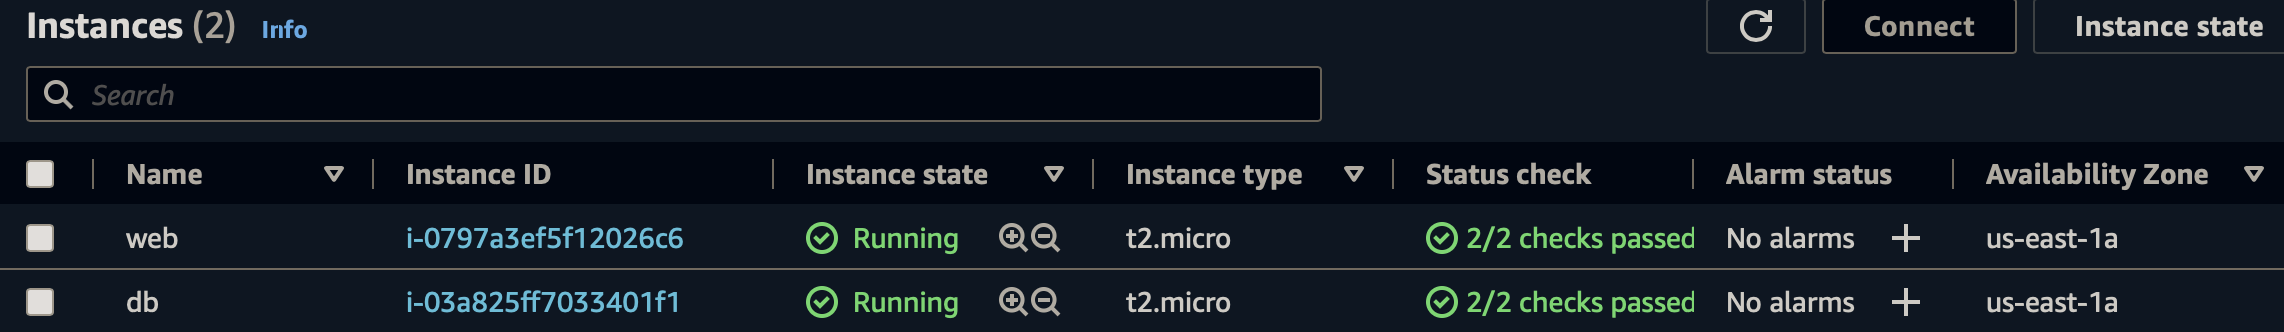 Instances (2) Info Connect Instance state
Search
Name Instance ID Instance state Instance type Status check Alarm status Availability Zone
web i-0797a3ef5f12026c6 Running t2.micro 2/2 checks passed No alarms + us-east-1a
db i-03a825ff7033401f1 Running t2.micro 2/2 checks passed No alarms + us-east-1a